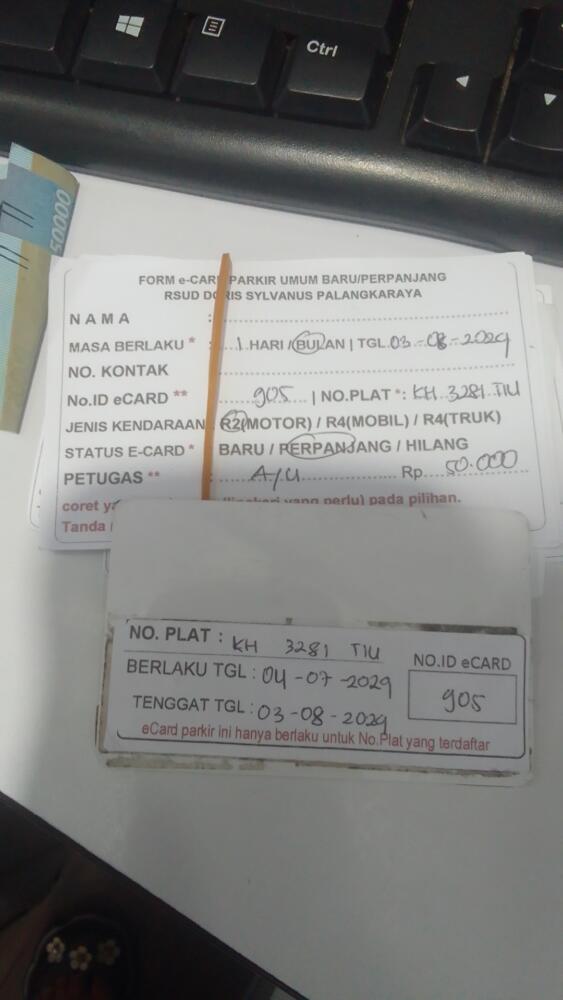 Ctrl
50000
FORM e-CARD PARKIR UMUM BARU/PERPANJANG
RSUD DORIS SYLVANUS PALANGKARAYA
NAMA :
MASA BERLAKU * : 1 HARI / BULAN | TGL 03-08-2029
NO. KONTAK
No.ID eCARD ** 905 | NO.PLAT *: KH 3281 TIU
JENIS KENDARAAN R2(MOTOR) / R4(MOBIL) / R4(TRUK)
STATUS E-CARD * BARU / PERPANJANG / HILANG
PETUGAS ** A/U Rp. 50.000
coret yang perlu) pada pilihan.
Tanda
NO. PLAT : KH 3281 TIU
BERLAKU TGL : 04-07-2029
TENGGAT TGL : 03-08-2029
NO.ID eCARD
905
eCard parkir ini hanya berlaku untuk No.Plat yang terdaftar